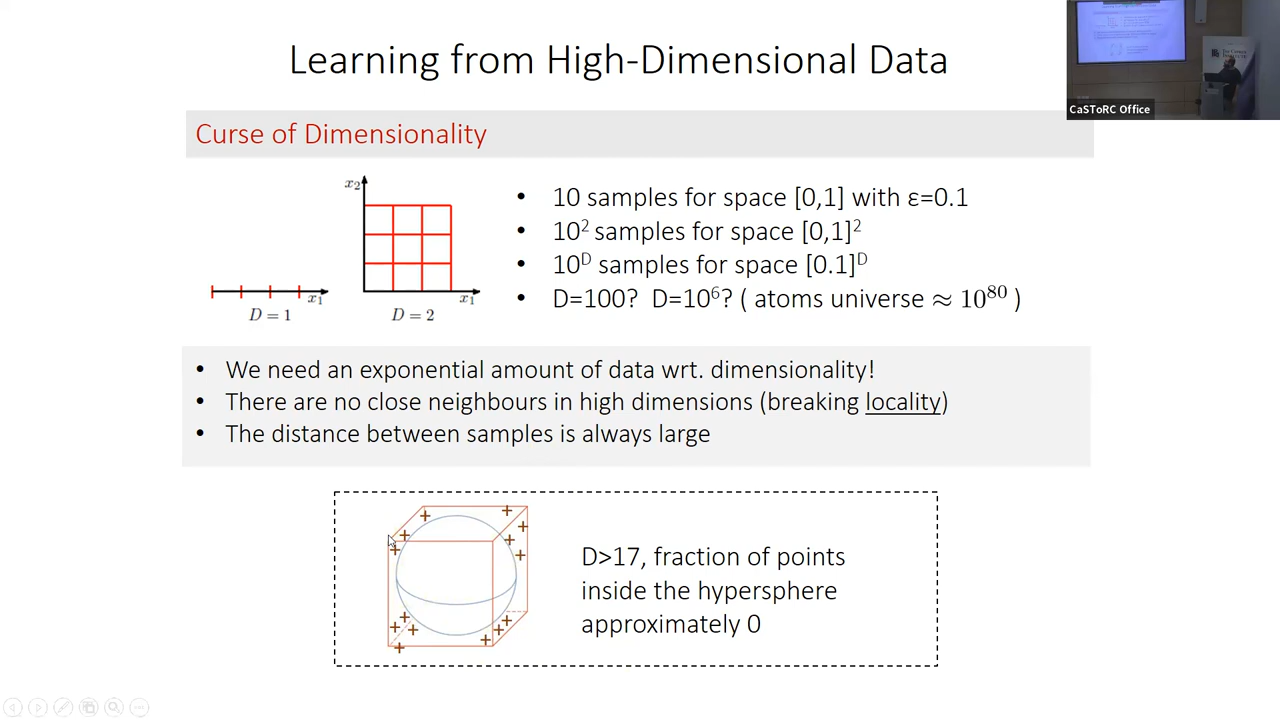 Learning from High-Dimensional Data
CaSToRC Office
Curse of Dimensionality
x₂
x₁
D = 1
x₁
D = 2
• 10 samples for space [0,1] with ε=0.1
• 10² samples for space [0,1]²
• 10ᴰ samples for space [0.1]ᴰ
• D=100? D=10⁶? ( atoms universe ≈ 10⁸⁰ )
• We need an exponential amount of data wrt. dimensionality!
• There are no close neighbours in high dimensions (breaking locality)
• The distance between samples is always large
D>17, fraction of points
inside the hypersphere
approximately 0